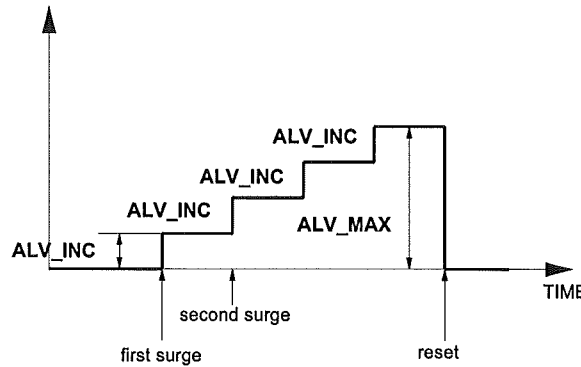 ALV_INC
ALV_INC
ALV_INC
ALV_INC
ALV_MAX
TIME
second surge
first surge
reset